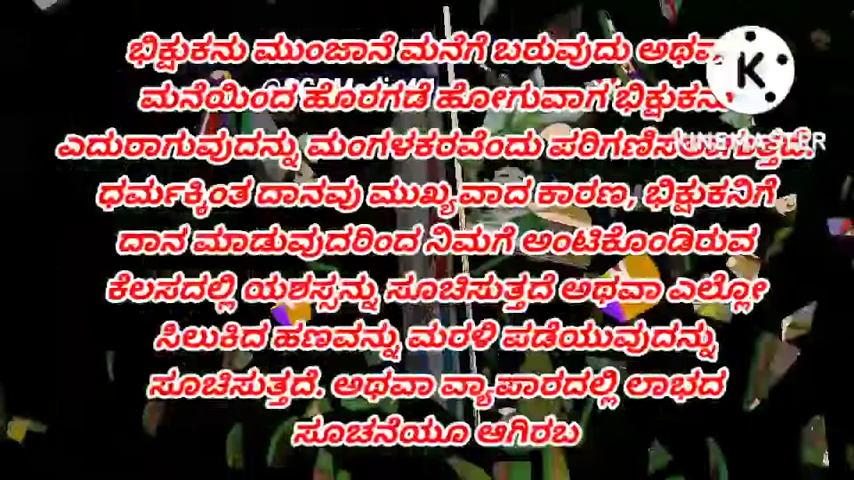 ಭಿಕ್ಷುಕನು ಮುಂಜಾನೆ ಮನೆಗೆ ಬರುವುದು ಅಥವಾ
ಮನೆಯಿಂದ ಹೊರಗಡೆ ಹೋಗುವಾಗ ಭಿಕ್ಷುಕನು
ಎದುರಾಗುವುದನ್ನು ಮಂಗಳಕರವೆಂದು ಪರಿಗಣಿಸಲಾಗುತ್ತದೆ.
ಧರ್ಮಕ್ಕಿಂತ ದಾನವು ಮುಖ್ಯವಾದ ಕಾರಣ, ಭಿಕ್ಷುಕನಿಗೆ
ದಾನ ಮಾಡುವುದರಿಂದ ನಿಮಗೆ ಅಂಟಿಕೊಂಡಿರುವ
ಕೆಲಸದಲ್ಲಿ ಯಶಸ್ಸನ್ನು ಸೂಚಿಸುತ್ತದೆ ಅಥವಾ ಎಲ್ಲೋ
ಸಿಲುಕಿದ ಹಣವನ್ನು ಮರಳಿ ಪಡೆಯುವುದನ್ನು
ಸೂಚಿಸುತ್ತದೆ. ಅಥವಾ ವ್ಯಾಪಾರದಲ್ಲಿ ಲಾಭದ
ಸೂಚನೆಯೂ ಆಗಿರಬ
K
KINEMASTER